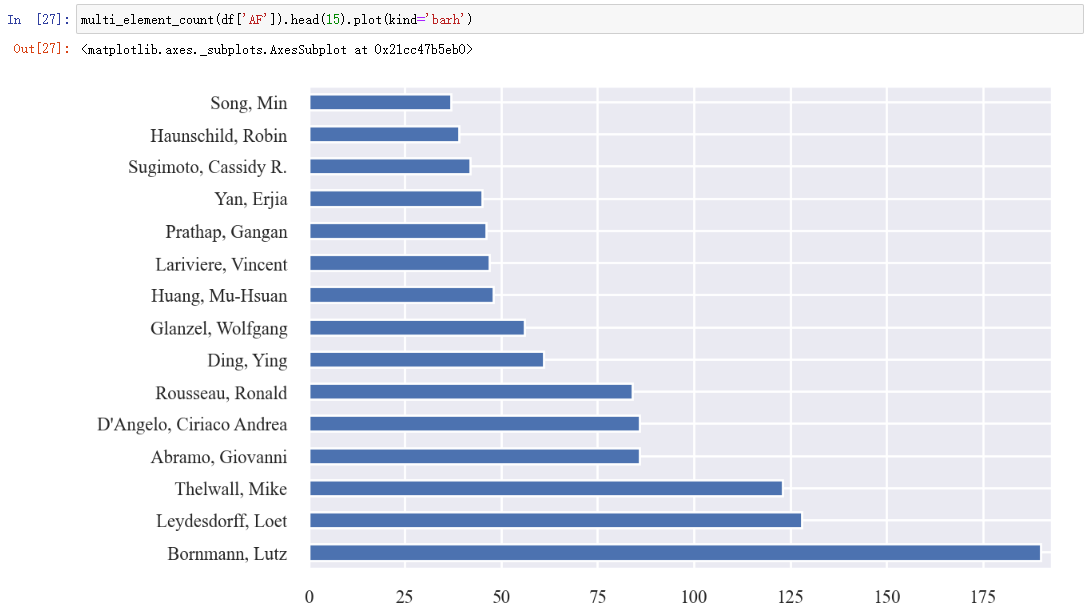 In [27]: multi_element_count(df['AF']).head(15).plot(kind='barh')
Out[27]: <matplotlib.axes._subplots.AxesSubplot at 0x21cc47b5eb0>
Song, Min
Haunschild, Robin
Sugimoto, Cassidy R.
Yan, Erjia
Prathap, Gangan
Lariviere, Vincent
Huang, Mu-Hsuan
Glanzel, Wolfgang
Ding, Ying
Rousseau, Ronald
D'Angelo, Ciriaco Andrea
Abramo, Giovanni
Thelwall, Mike
Leydesdorff, Loet
Bornmann, Lutz
0 25 50 75 100 125 150 175